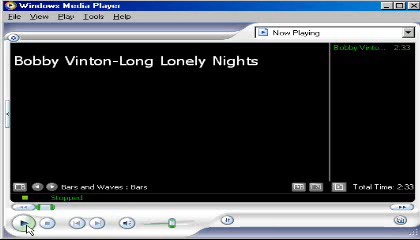 Windows Media Player
File View Play Tools Help
Now Playing
Bobby Vinton-Long Lonely Nights
Bobby Vinto... 2:33
Bars and Waves : Bars
Total Time: 2:33
Stopped